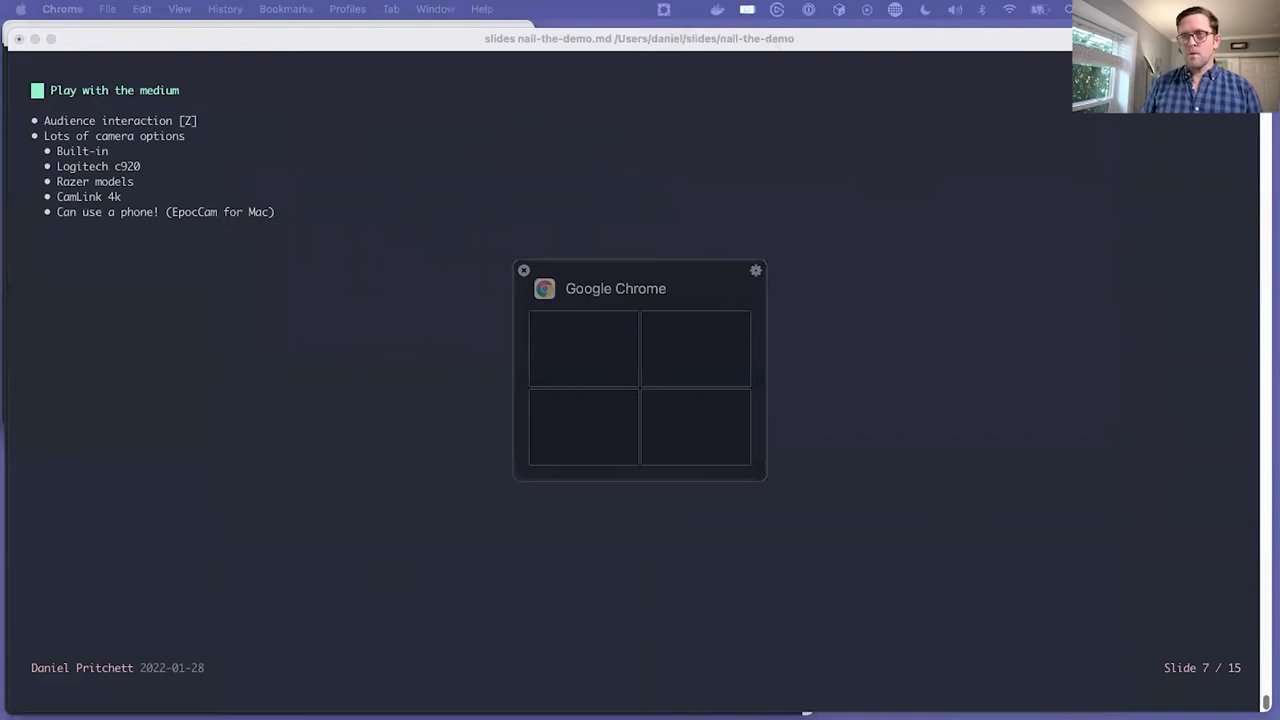 Chrome File Edit View History Bookmarks Profiles Tab Window Help
slides nail-the-demo.md /Users/daniel/slides/nail-the-demo
Play with the medium
• Audience interaction [Z]
• Lots of camera options
• Built-in
• Logitech c920
• Razer models
• CamLink 4k
• Can use a phone! (EpocCam for Mac)
Google Chrome
Daniel Pritchett 2022-01-28
Slide 7 / 15